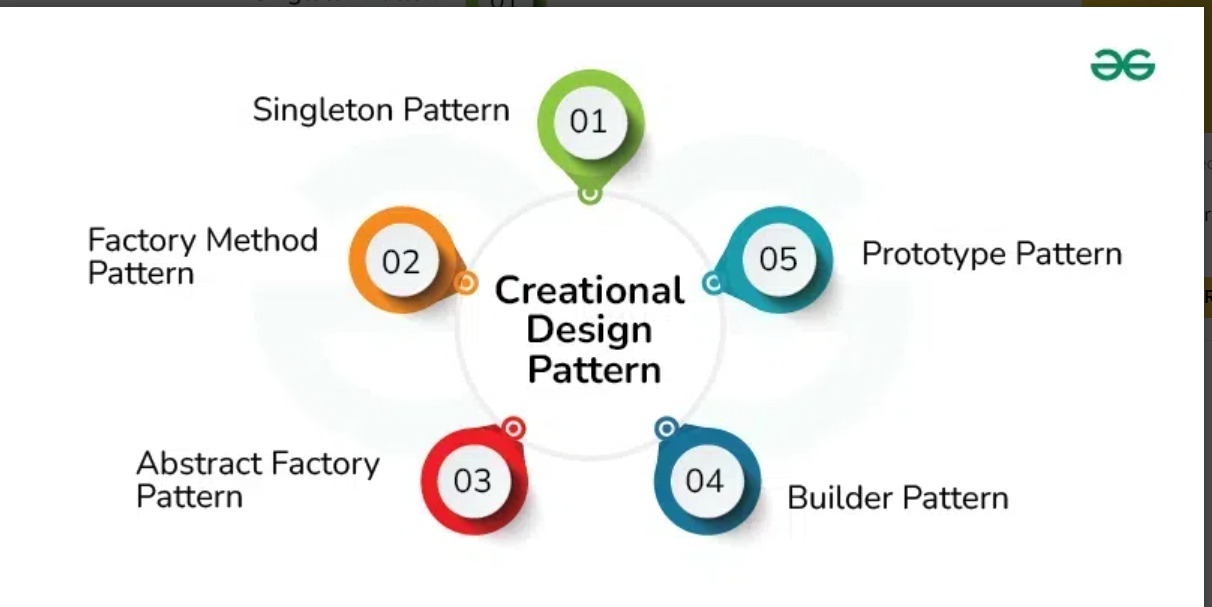 Singleton Pattern
01
Factory Method
Pattern
02
05
Prototype Pattern
Creational
Design
Pattern
Abstract Factory
Pattern
03
04
Builder Pattern